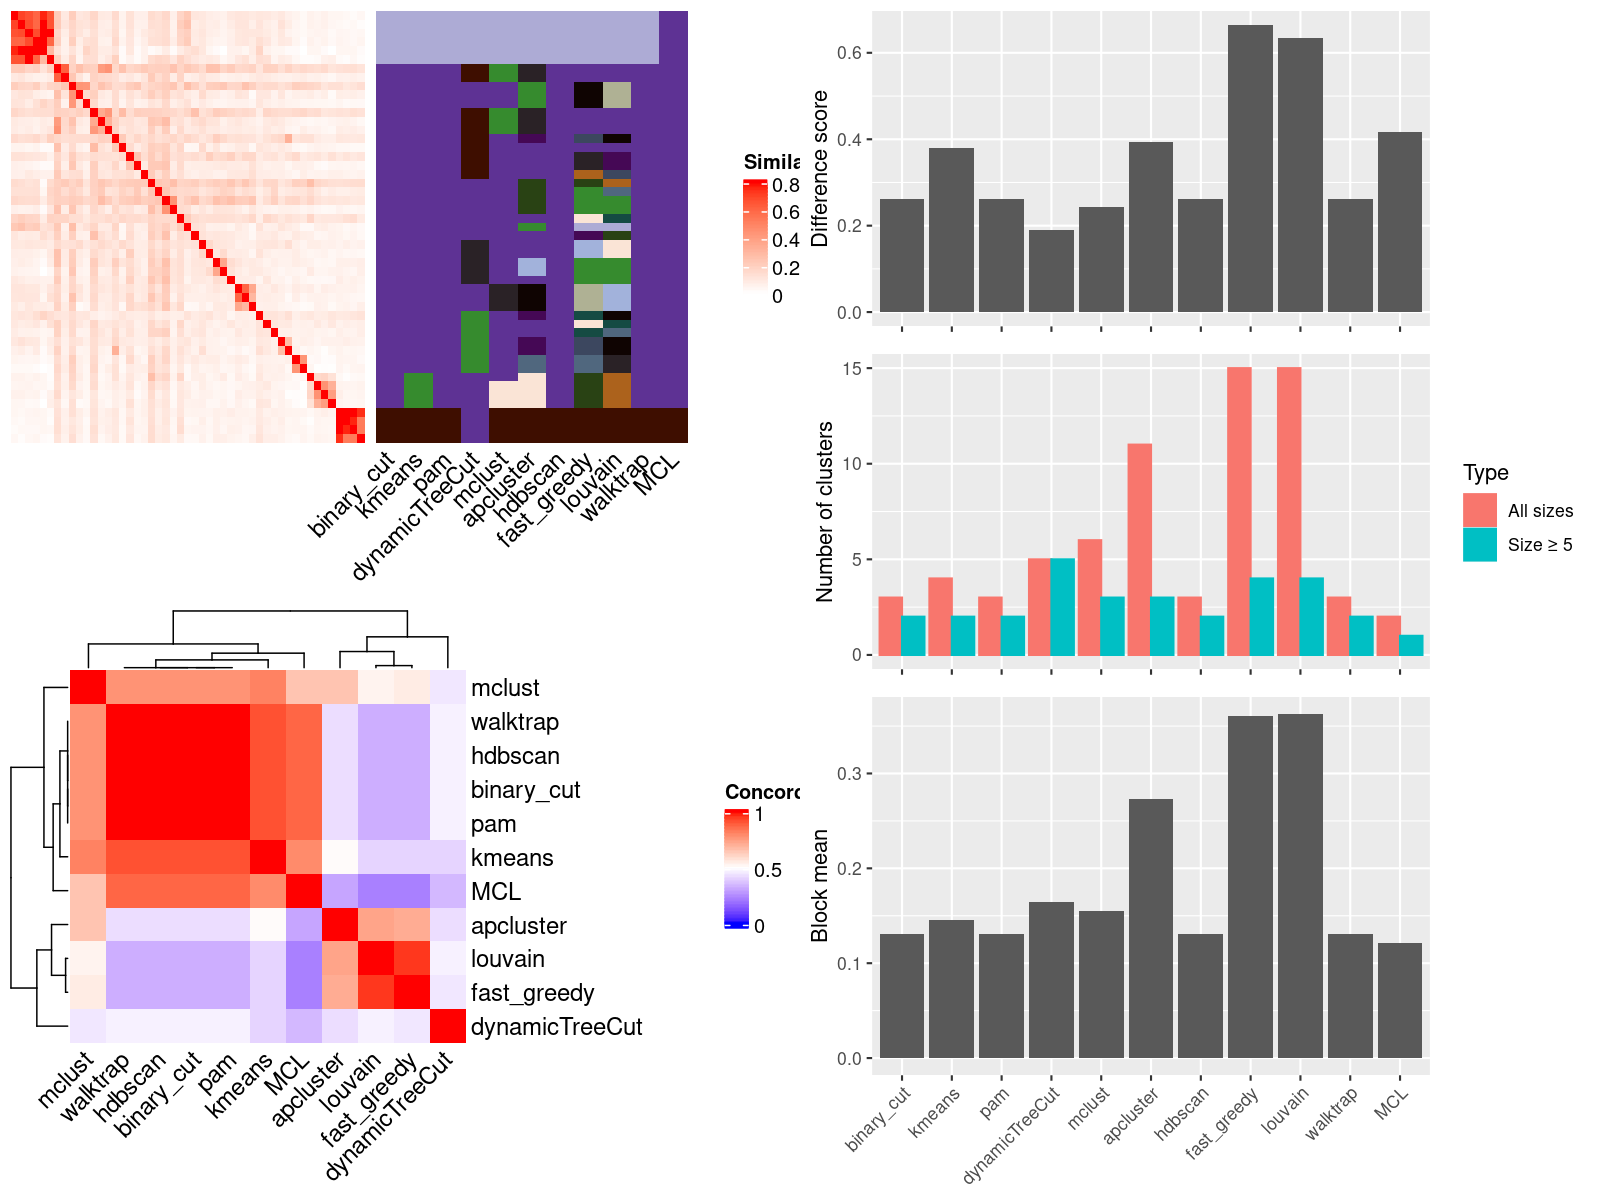 Simila
0.8
0.6
0.4
0.2
0
binary_cut
kmeans
pam
dynamicTreeCut
mclust
apcluster
hdbscan
fast_greedy
louvain
walktrap
MCL
mclust
walktrap
hdbscan
binary_cut
pam
kmeans
MCL
apcluster
louvain
fast_greedy
dynamicTreeCut
mclust
walktrap
hdbscan
binary_cut
pam
kmeans
MCL
apcluster
louvain
fast_greedy
dynamicTreeCut
Concord
1
0.5
0
Difference score
0.6
0.4
0.2
0.0
Number of clusters
15
10
5
0
Type
All sizes
Size ≥ 5
Block mean
0.3
0.2
0.1
0.0
binary_cut
kmeans
pam
dynamicTreeCut
mclust
apcluster
hdbscan
fast_greedy
louvain
walktrap
MCL